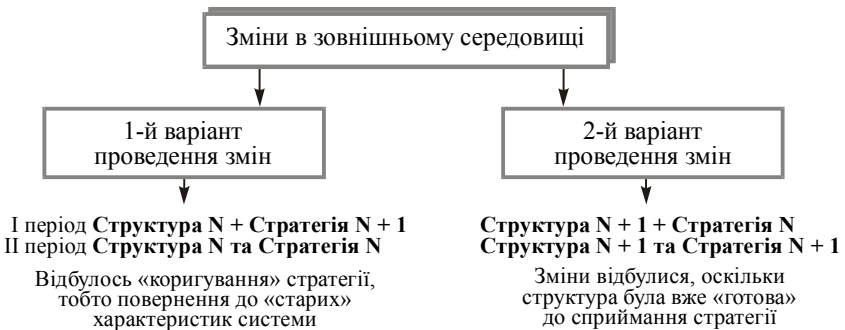 Зміни в зовнішньому середовищі
1-й варіант
проведення змін
І період Структура N + Стратегія N + 1
ІІ період Структура N та Стратегія N
Відбулось «коригування» стратегії,
тобто повернення до «старих»
характеристик системи
2-й варіант
проведення змін
Структура N + 1 + Стратегія N
Структура N + 1 та Стратегія N + 1
Зміни відбулися, оскільки
структура була вже «готова»
до сприймання стратегії